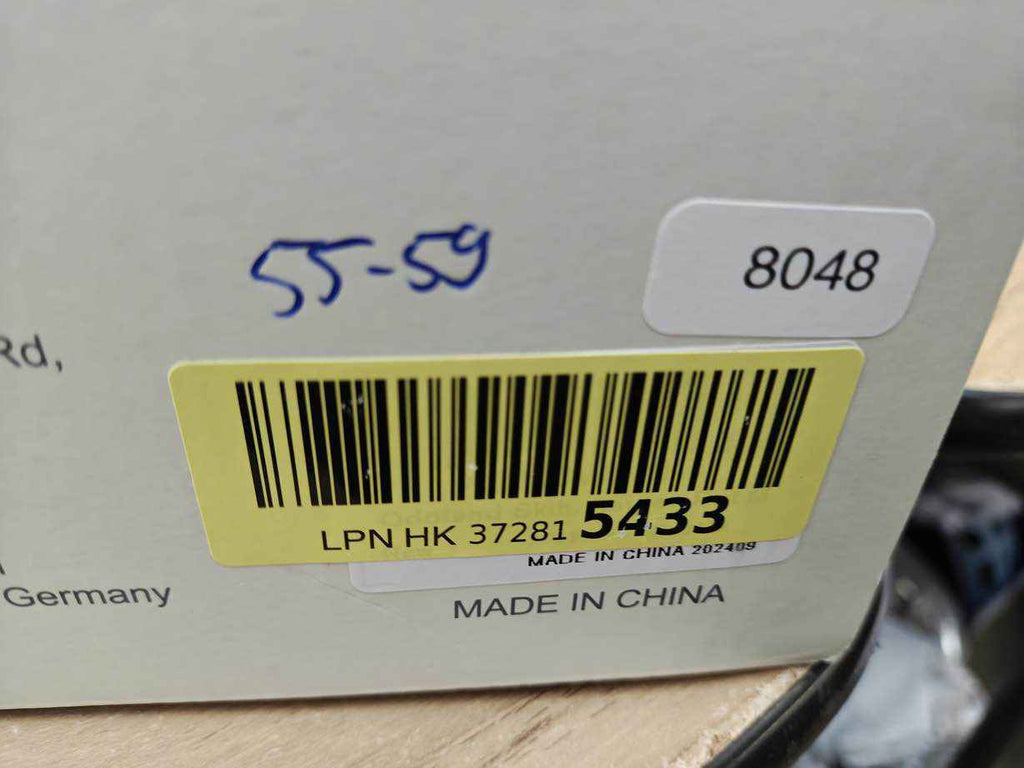 55-59
8048
Rd,
LPN HK 37281 5433
MADE IN CHINA 202409
Germany
MADE IN CHINA